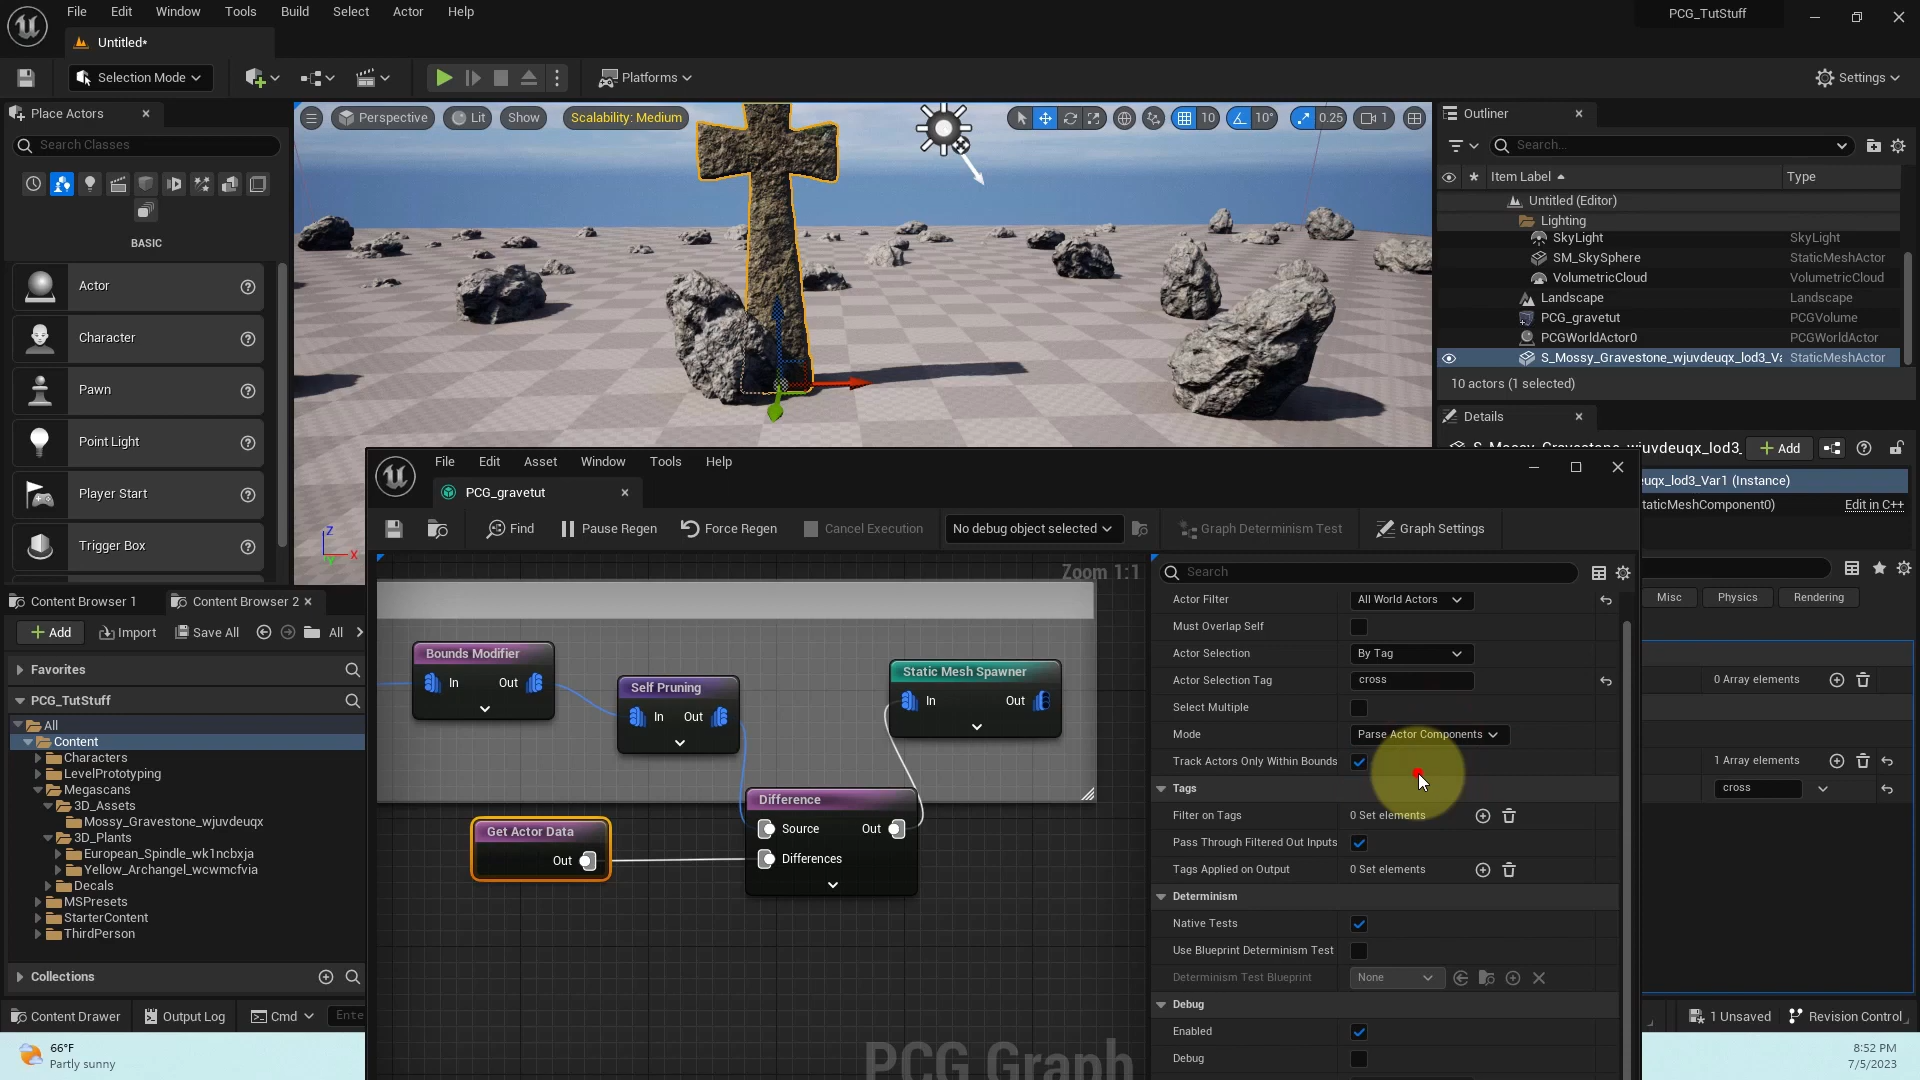 File Edit Window Tools Build Select Actor Help
PCG_TutStuff
Untitled*
Selection Mode
Platforms
Settings
Place Actors
Search Classes
BASIC
Actor
Character
Pawn
Point Light
Player Start
Trigger Box
Perspective
Lit
Show
Scalability: Medium
10
10°
0.25
1
Z
X
Y
Outliner
Search...
Item Label
Type
Untitled (Editor)
Lighting
SkyLight SkyLight
SM_SkySphere StaticMeshActor
VolumetricCloud VolumetricCloud
Landscape Landscape
PCG_gravetut PCGVolume
PCGWorldActor0 PCGWorldActor
S_Mossy_Gravestone_wjuvdeuqx_lod3_Va StaticMeshActor
10 actors (1 selected)
Details
S_Mossy_Gravestone_wjuvdeuqx_lod3_
Add
euqx_lod3_Var1 (Instance)
taticMeshComponent0) Edit in C++
Misc
Physics
Rendering
0 Array elements
1 Array elements
cross
File Edit Asset Window Tools Help
PCG_gravetut
Find
Pause Regen
Force Regen
Cancel Execution
No debug object selected
Graph Determinism Test
Graph Settings
Zoom 1:1
Bounds Modifier
In Out
Self Pruning
In Out
Static Mesh Spawner
In Out
Get Actor Data
Out
Difference
Source Out
Differences
PCG Graph
Search
Actor Filter All World Actors
Must Overlap Self
Actor Selection By Tag
Actor Selection Tag cross
Select Multiple
Mode Parse Actor Components
Track Actors Only Within Bounds
Tags
Filter on Tags 0 Set elements
Pass Through Filtered Out Inputs
Tags Applied on Output 0 Set elements
Determinism
Native Tests
Use Blueprint Determinism Test
Determinism Test Blueprint None
Debug
Enabled
Debug
Content Browser 1
Content Browser 2
Add
Import
Save All
All
Favorites
PCG_TutStuff
All
Content
Characters
LevelPrototyping
Megascans
3D_Assets
Mossy_Gravestone_wjuvdeuqx
3D_Plants
European_Spindle_wk1ncbxja
Yellow_Archangel_wcwmcfvia
Decals
MSPresets
StarterContent
ThirdPerson
Collections
Content Drawer
Output Log
Cmd
Ente
1 Unsaved
Revision Control
66°F
Partly sunny
8:52 PM
7/5/2023